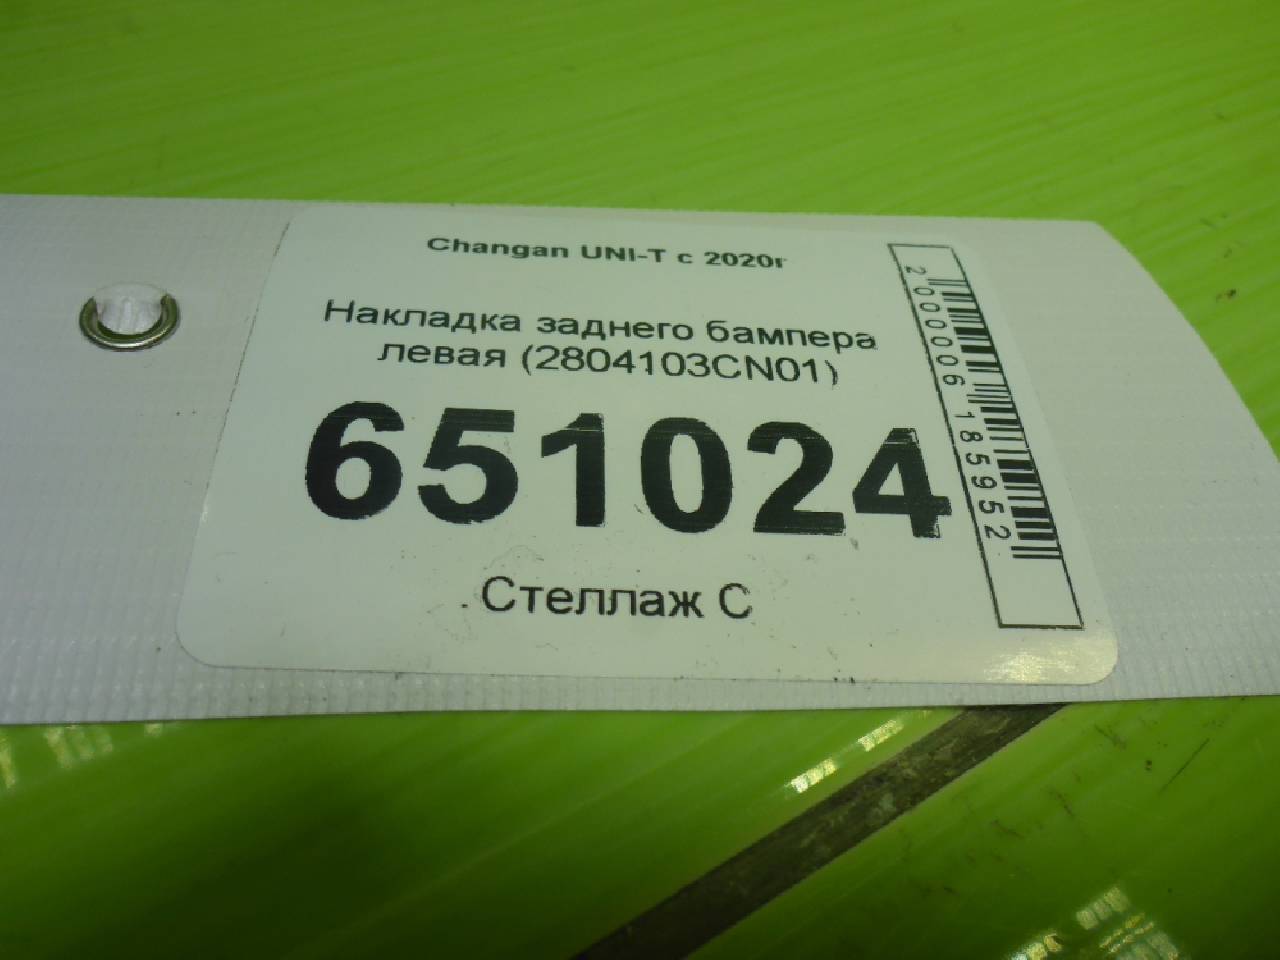 Changan UNI-T с 2020г
Накладка заднего бампера
левая (2804103CN01)
651024
Стеллаж С
2000006185952